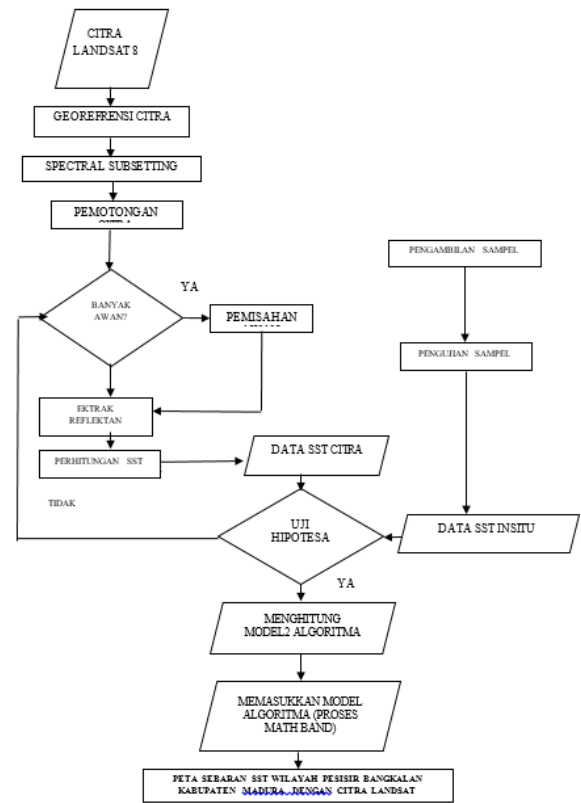 CITRA
LANDSAT 8
GEOREFRENSI CITRA
SPECTRAL SUBSETTING
PEMOTONGAN
BANYAK
AWAN?
YA
PEMISAHAN
EKTRAK
REFLEKTAN
PERHITUNGAN SST
DATA SST CITRA
PENGAMBILAN SAMPEL
PENGUJIAN SAMPEL
DATA SST INSITU
TIDAK
UJI
HIPOTESA
YA
MENGHITUNG
MODEL2 ALGORITMA
MEMASUKKAN MODEL
ALGORITMA (PROSES
MATH BAND)
PETA SEBARAN SST WILAYAH PESISIR BANGKALAN
KABUPATEN MADURA DENGAN CITRA LANDSAT